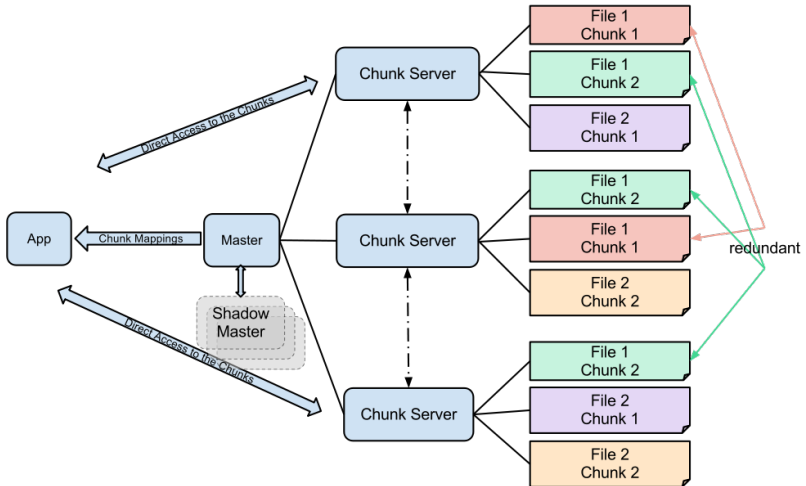 File 1
Chunk 1
Chunk Server
File 1
Chunk 2
Direct Access to the Chunks
File 2
Chunk 1
File 1
Chunk 2
App
Chunk Mappings
Master
Chunk Server
File 1
Chunk 1
redundant
File 2
Chunk 2
Shadow
Master
Direct Access to the Chunks
File 1
Chunk 2
Chunk Server
File 2
Chunk 1
File 2
Chunk 2